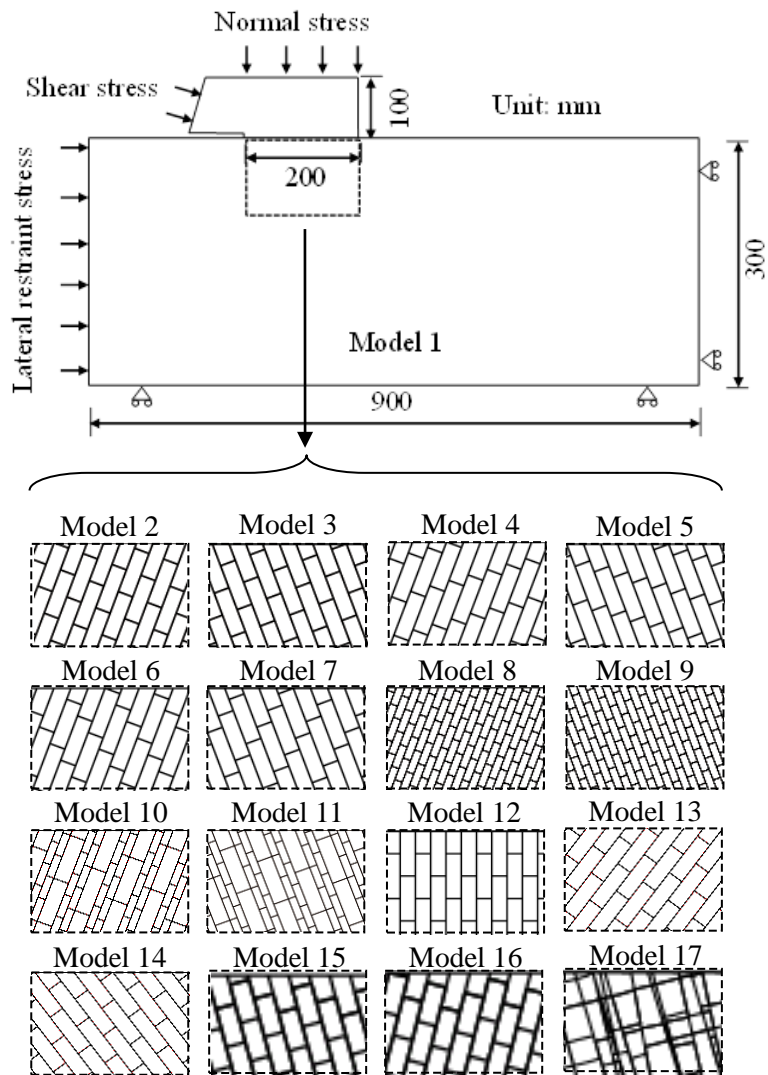 Normal stress
Shear stress
100
Unit: mm
200
Lateral restraint stress
300
Model 1
900
Model 2 Model 3 Model 4 Model 5
Model 6 Model 7 Model 8 Model 9
Model 10 Model 11 Model 12 Model 13
Model 14 Model 15 Model 16 Model 17